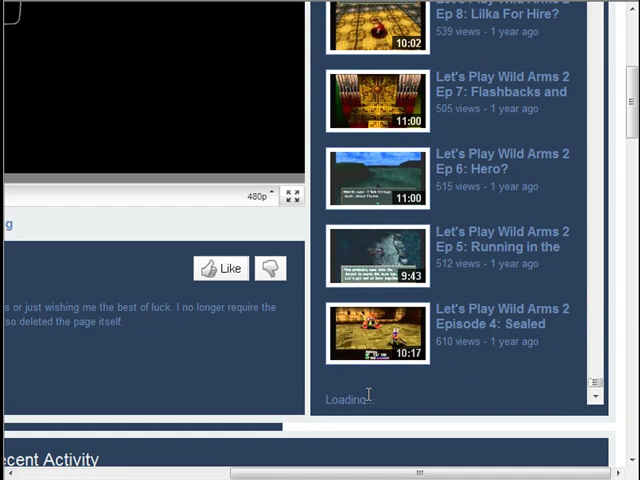 Let's Play Wild Arms 2
Ep 8: Lilka For Hire?
539 views - 1 year ago
10:02
Let's Play Wild Arms 2
Ep 7: Flashbacks and
505 views - 1 year ago
11:00
Let's Play Wild Arms 2
Ep 6: Hero?
515 views - 1 year ago
11:00
480p
g
Let's Play Wild Arms 2
Ep 5: Running in the
512 views - 1 year ago
9:43
Like
s or just wishing me the best of luck. I no longer require the
so deleted the page itself.
Let's Play Wild Arms 2
Episode 4: Sealed
610 views - 1 year ago
10:17
Loading...
ecent Activity